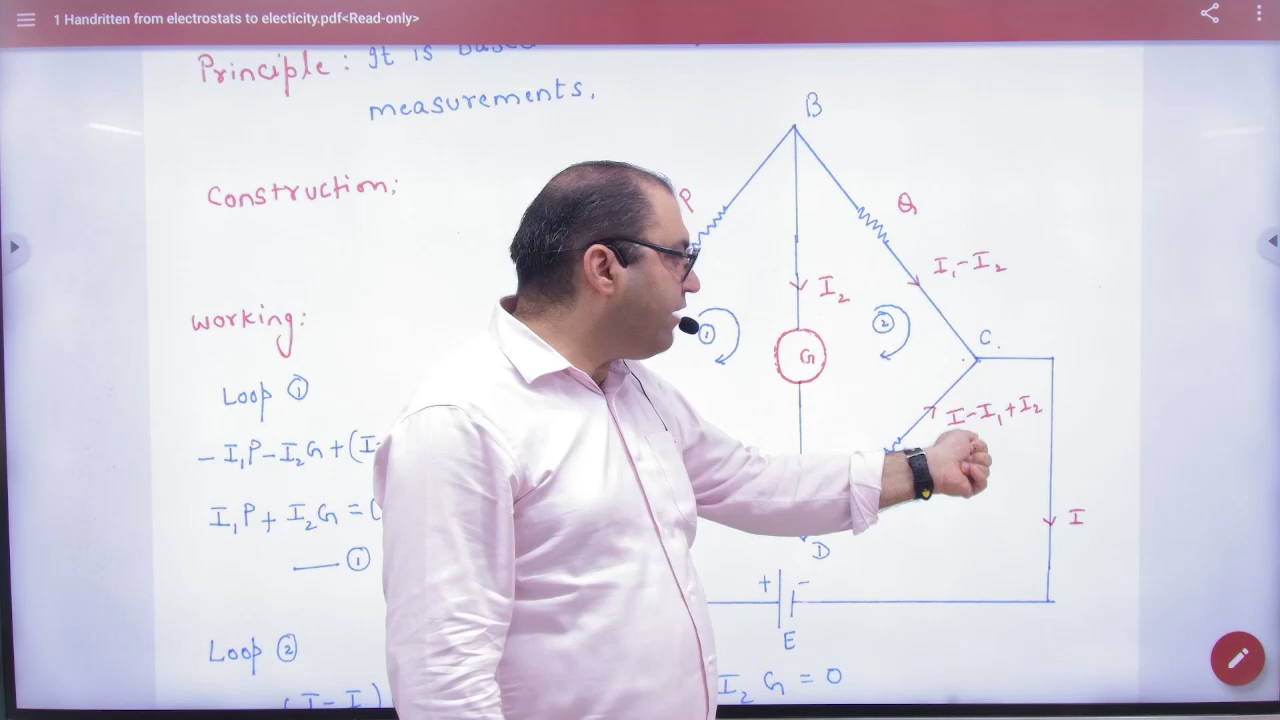 1 Handritten from electrostats to electicity.pdf<Read-only>
Principle : It is based
measurements.
Construction;
working:
Loop ①
- I₁P - I₂G + (I-
I₁P + I₂G =
— ①
Loop ②
(I - I
I₂ G = 0
B
P
Q
I₁-I₂
I₂
①
②
G
C.
I-I₁+I₂
I
D
+ -
E